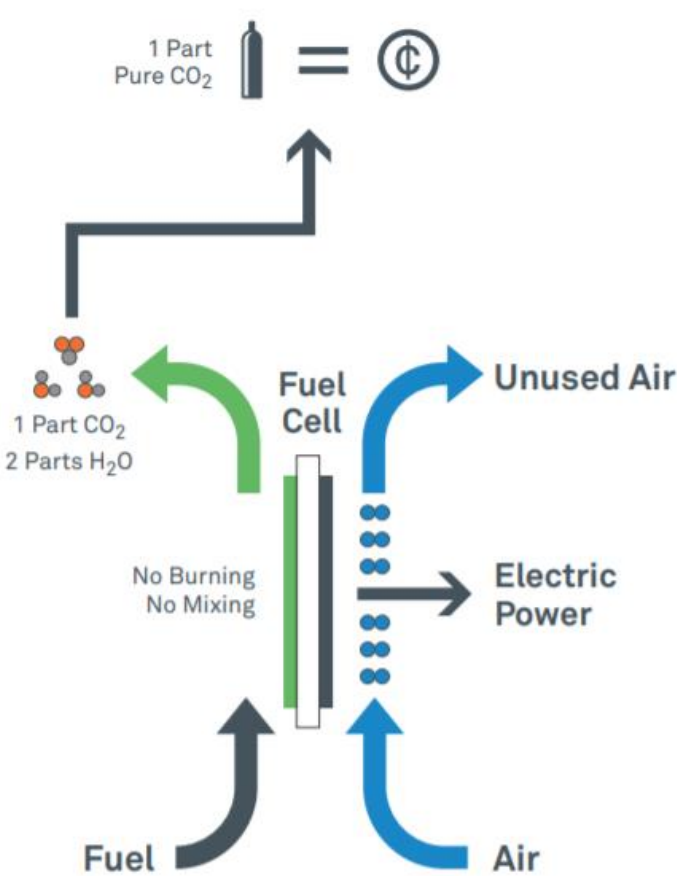 1 Part
Pure CO₂
=
¢
1 Part CO₂
2 Parts H₂O
Fuel
Cell
Unused Air
No Burning
No Mixing
Electric
Power
Fuel
Air